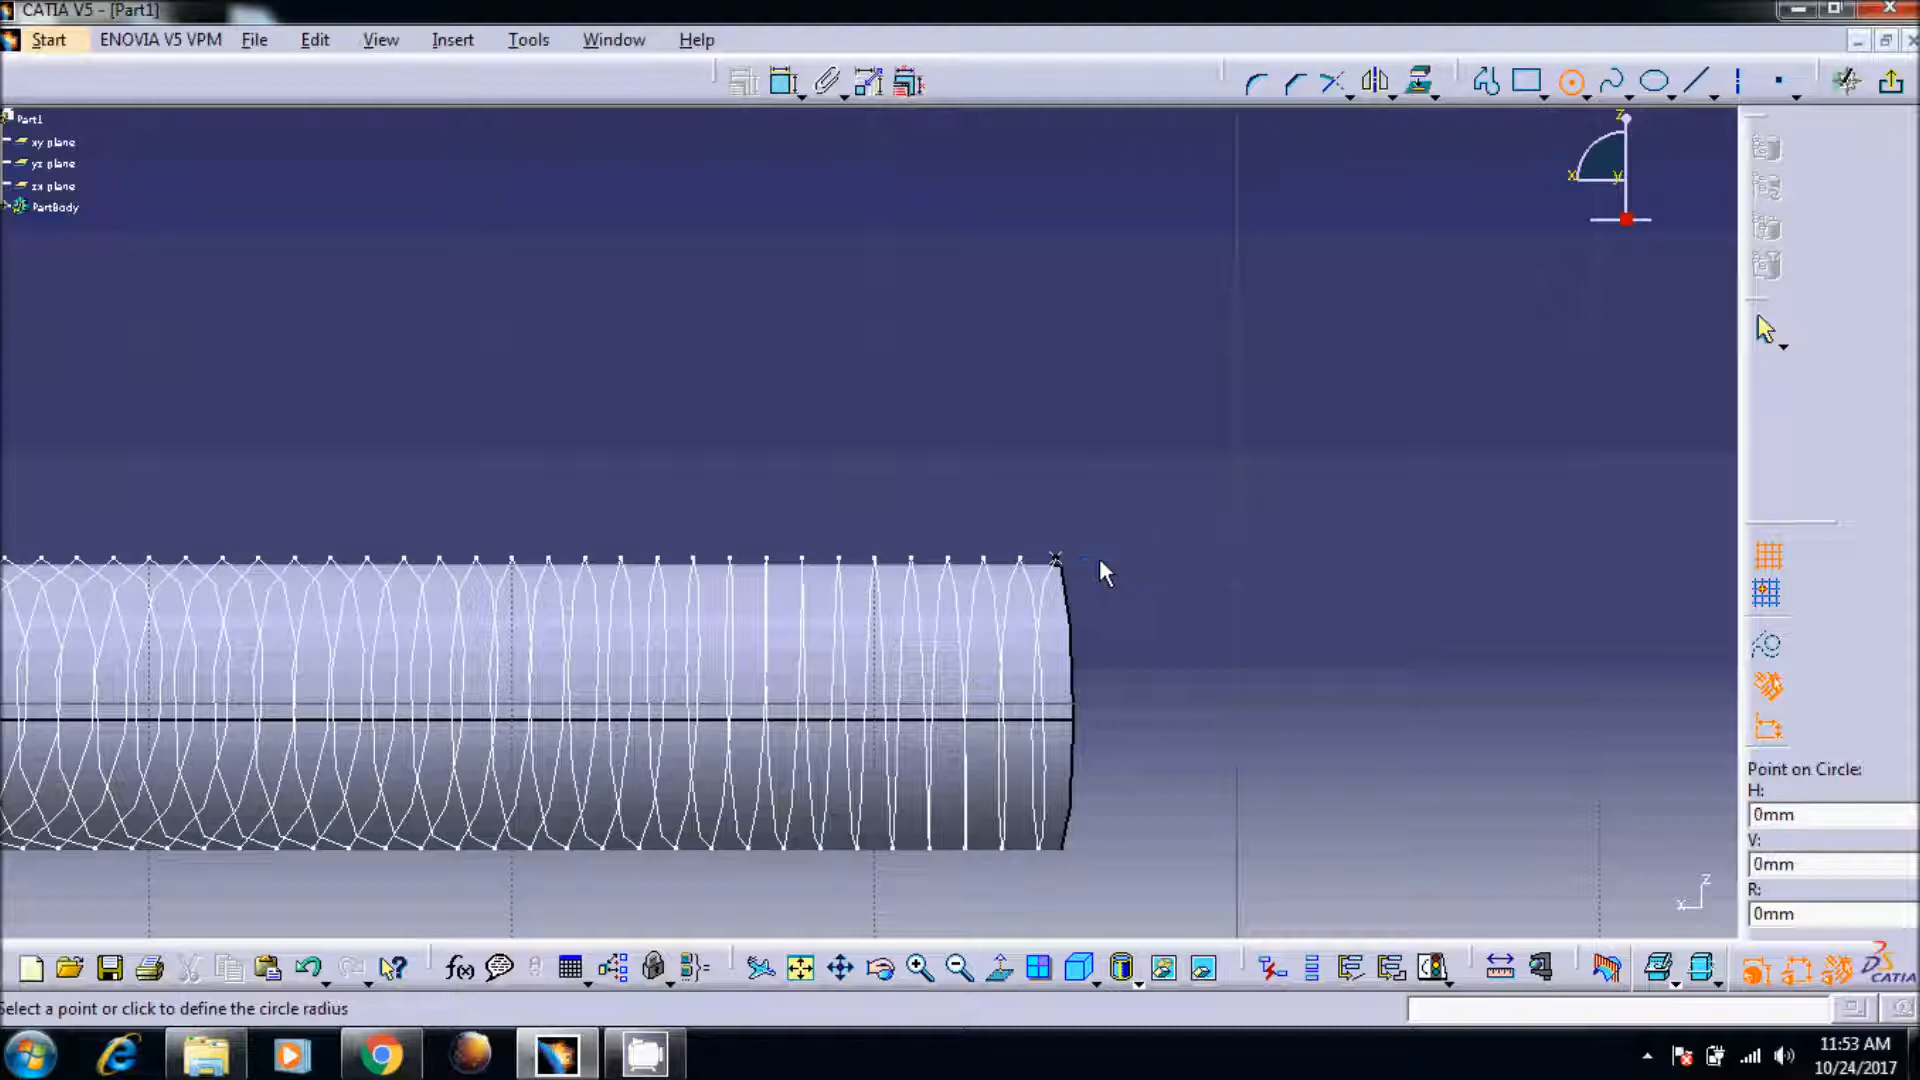 CATIA V5 - [Part1]
Start ENOVIA V5 VPM File Edit View Insert Tools Window Help
Part1
xy plane
yz plane
zx plane
PartBody
z
x y
Point on Circle:
H:
0mm
V:
0mm
R:
0mm
z
x
f(x)
CATIA
Select a point or click to define the circle radius
11:53 AM
10/24/2017